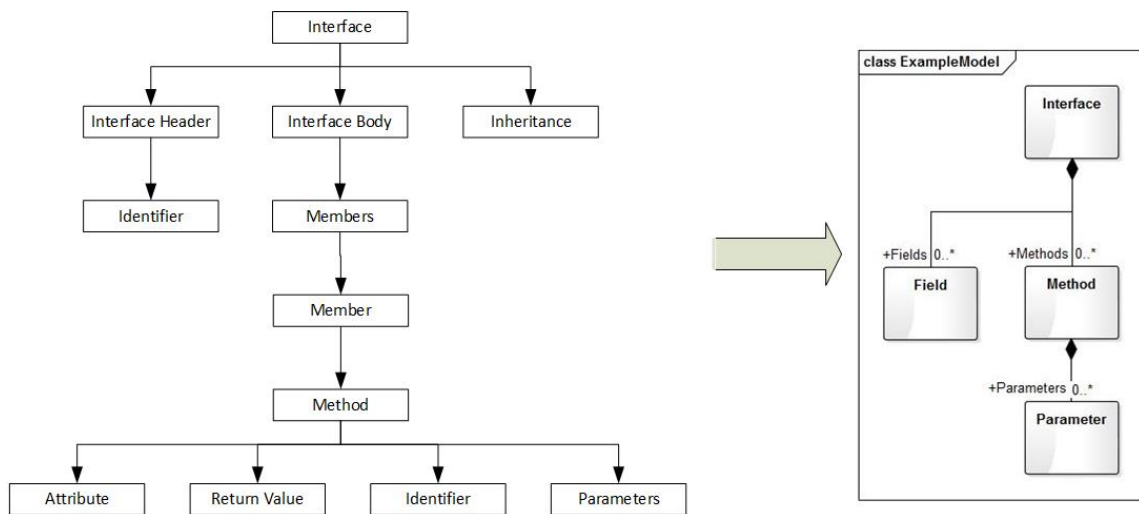 Interface
Interface Header
Interface Body
Inheritance
Identifier
Members
Member
Method
Attribute
Return Value
Identifier
Parameters
class ExampleModel
Interface
+Fields 0..*
+Methods 0..*
Field
Method
+Parameters 0..*
Parameter